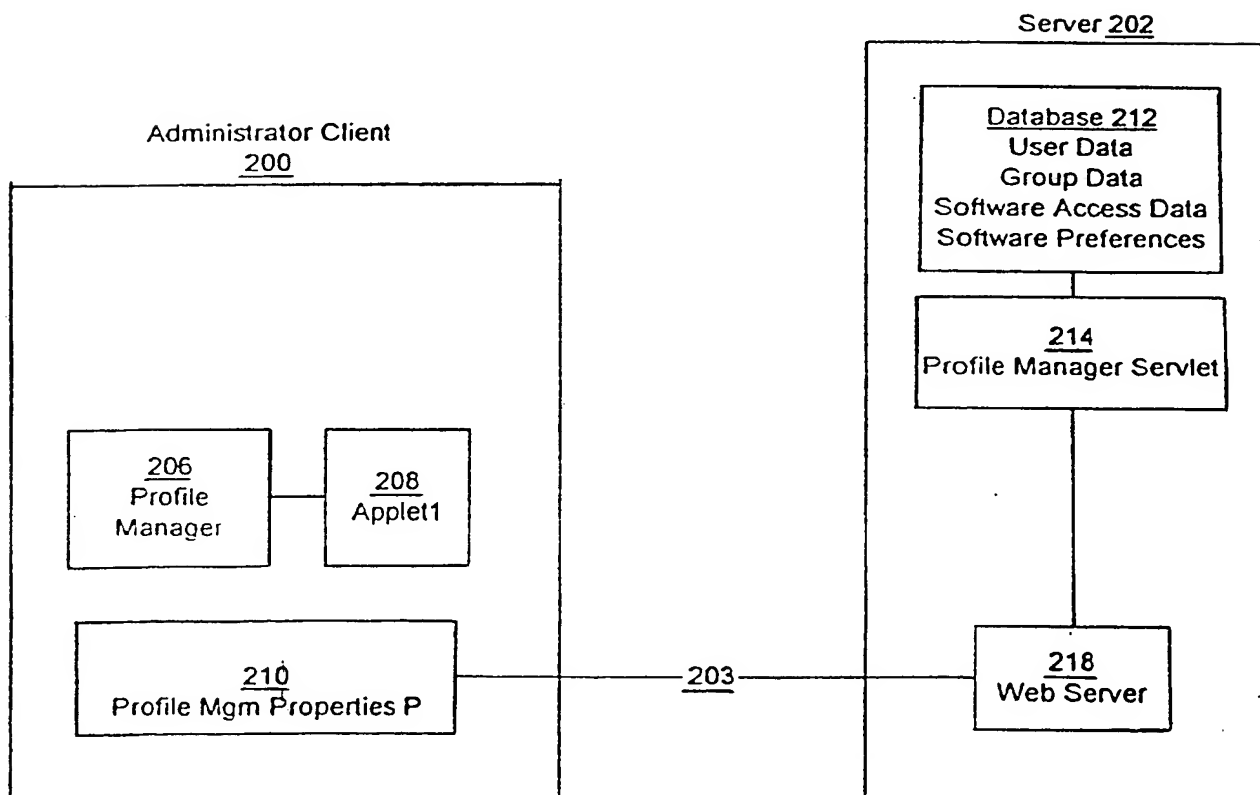 Server 202
Database 212
User Data
Group Data
Software Access Data
Software Preferences
214
Profile Manager Servlet
Administrator Client
200
206
Profile
Manager
208
Applet1
210
Profile Mgm Properties P
203
218
Web Server